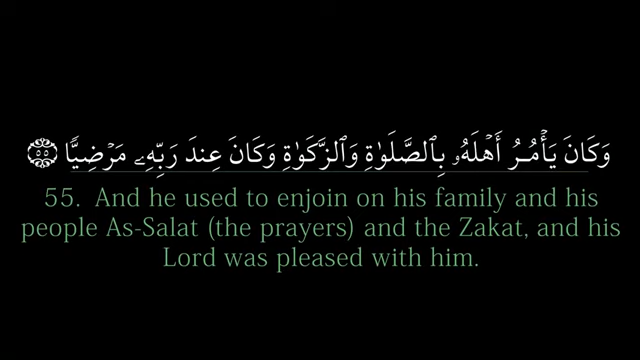 وَكَانَ يَأْمُرُ أَهْلَهُۥ بِٱلصَّلَوٰةِ وَٱلزَّكَوٰةِ وَكَانَ عِندَ رَبِّهِۦ مَرْضِيًّا ۝٥٥
55. And he used to enjoin on his family and his
people As-Salat (the prayers) and the Zakat, and his
Lord was pleased with him.